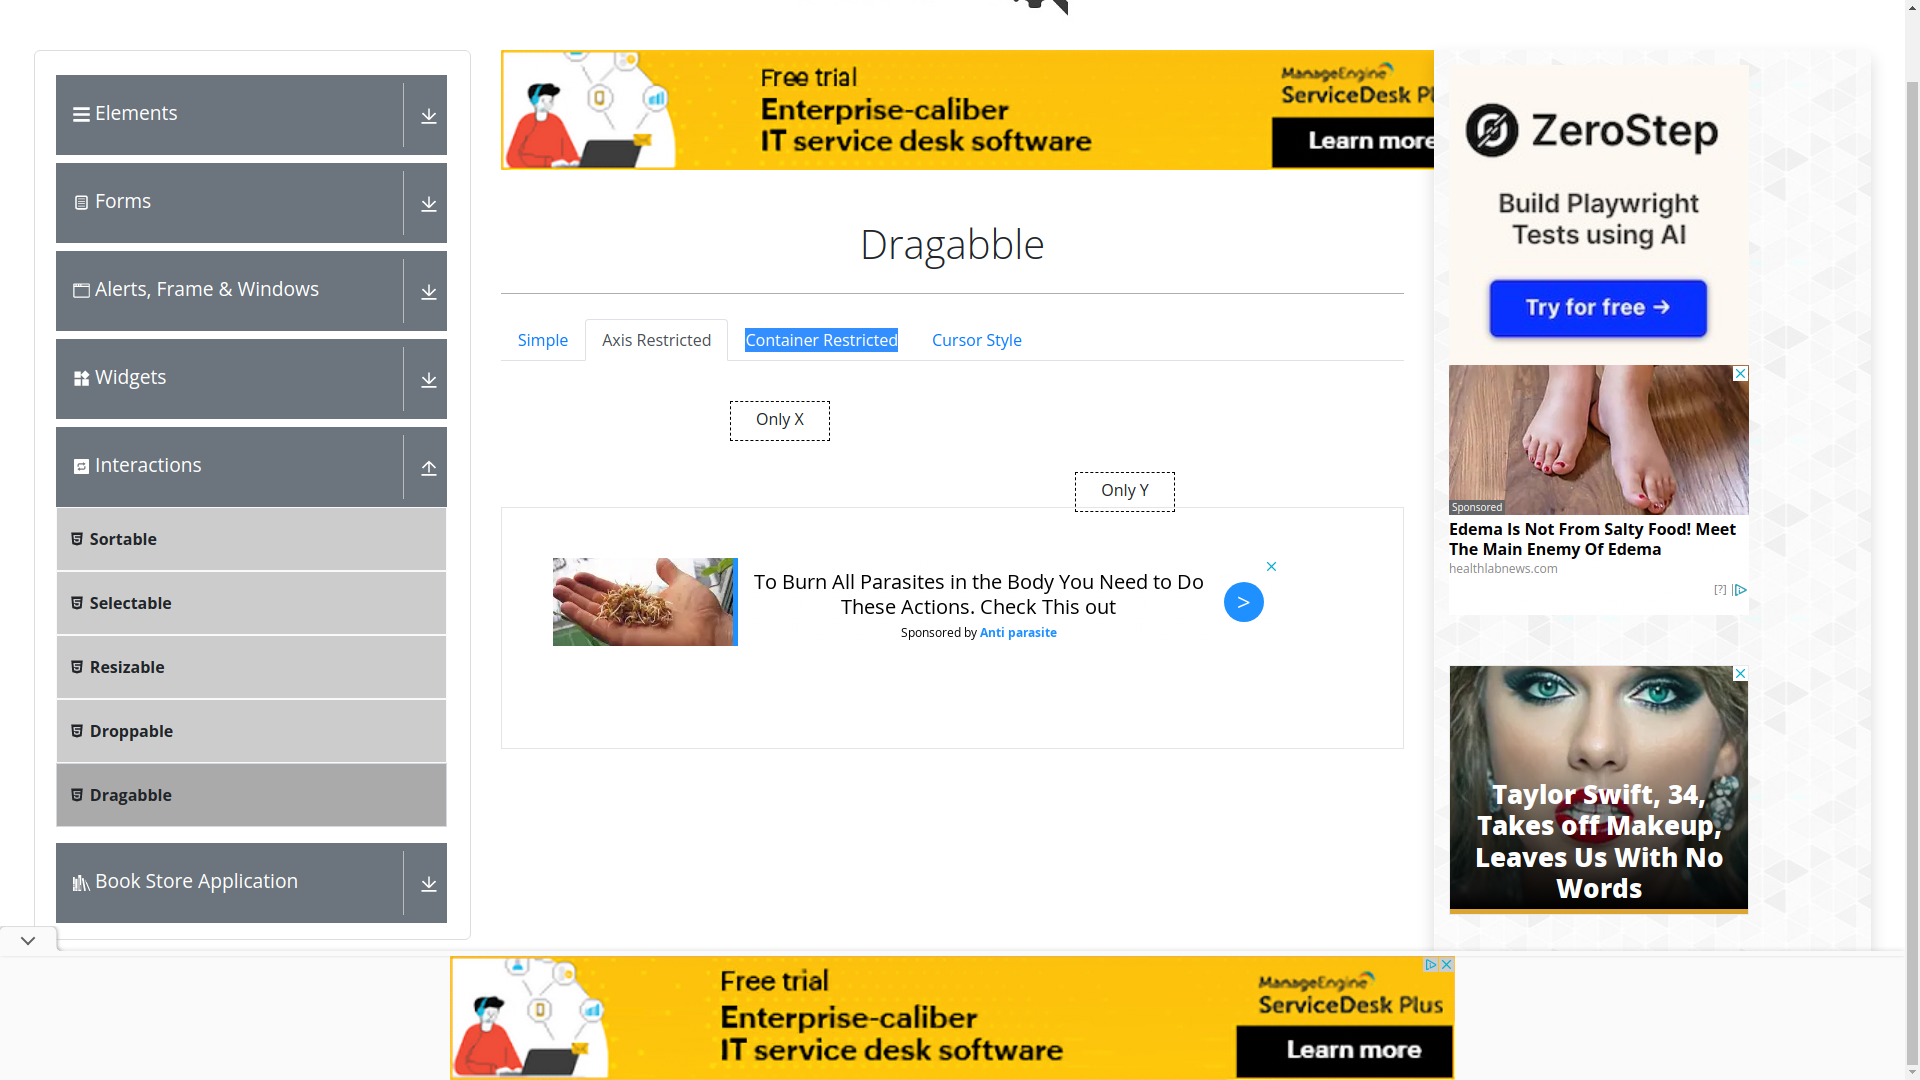 Elements
Forms
Alerts, Frame & Windows
Widgets
Interactions
Sortable
Selectable
Resizable
Droppable
Dragabble
Book Store Application
Free trial
Enterprise-caliber
IT service desk software
ManageEngine
ServiceDesk Pl
Learn more
Dragabble
Simple
Axis Restricted
Container Restricted
Cursor Style
Only X
Only Y
To Burn All Parasites in the Body You Need to Do
These Actions. Check This out
Sponsored by Anti parasite
>
ZeroStep
Build Playwright
Tests using AI
Try for free →
Sponsored
Edema Is Not From Salty Food! Meet
The Main Enemy Of Edema
healthlabnews.com
[?]
Taylor Swift, 34,
Takes off Makeup,
Leaves Us With No
Words
Free trial
Enterprise-caliber
IT service desk software
ManageEngine
ServiceDesk Plus
Learn more